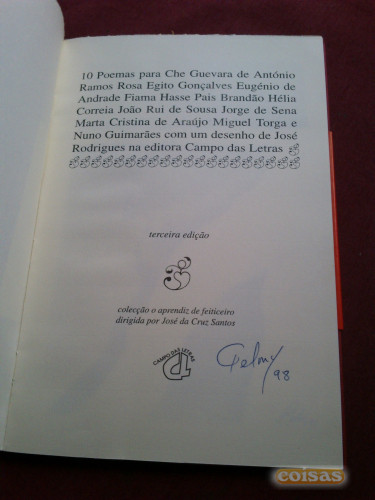 10 Poemas para Che Guevara de António
Ramos Rosa Egito Gonçalves Eugénio de
Andrade Fiama Hasse Pais Brandão Hélia
Correia João Rui de Sousa Jorge de Sena
Marta Cristina de Araújo Miguel Torga e
Nuno Guimarães com um desenho de José
Rodrigues na editora Campo das Letras
terceira edição
colecção o aprendiz de feiticeiro
dirigida por José da Cruz Santos
CAMPO DAS LETRAS
98
coisas